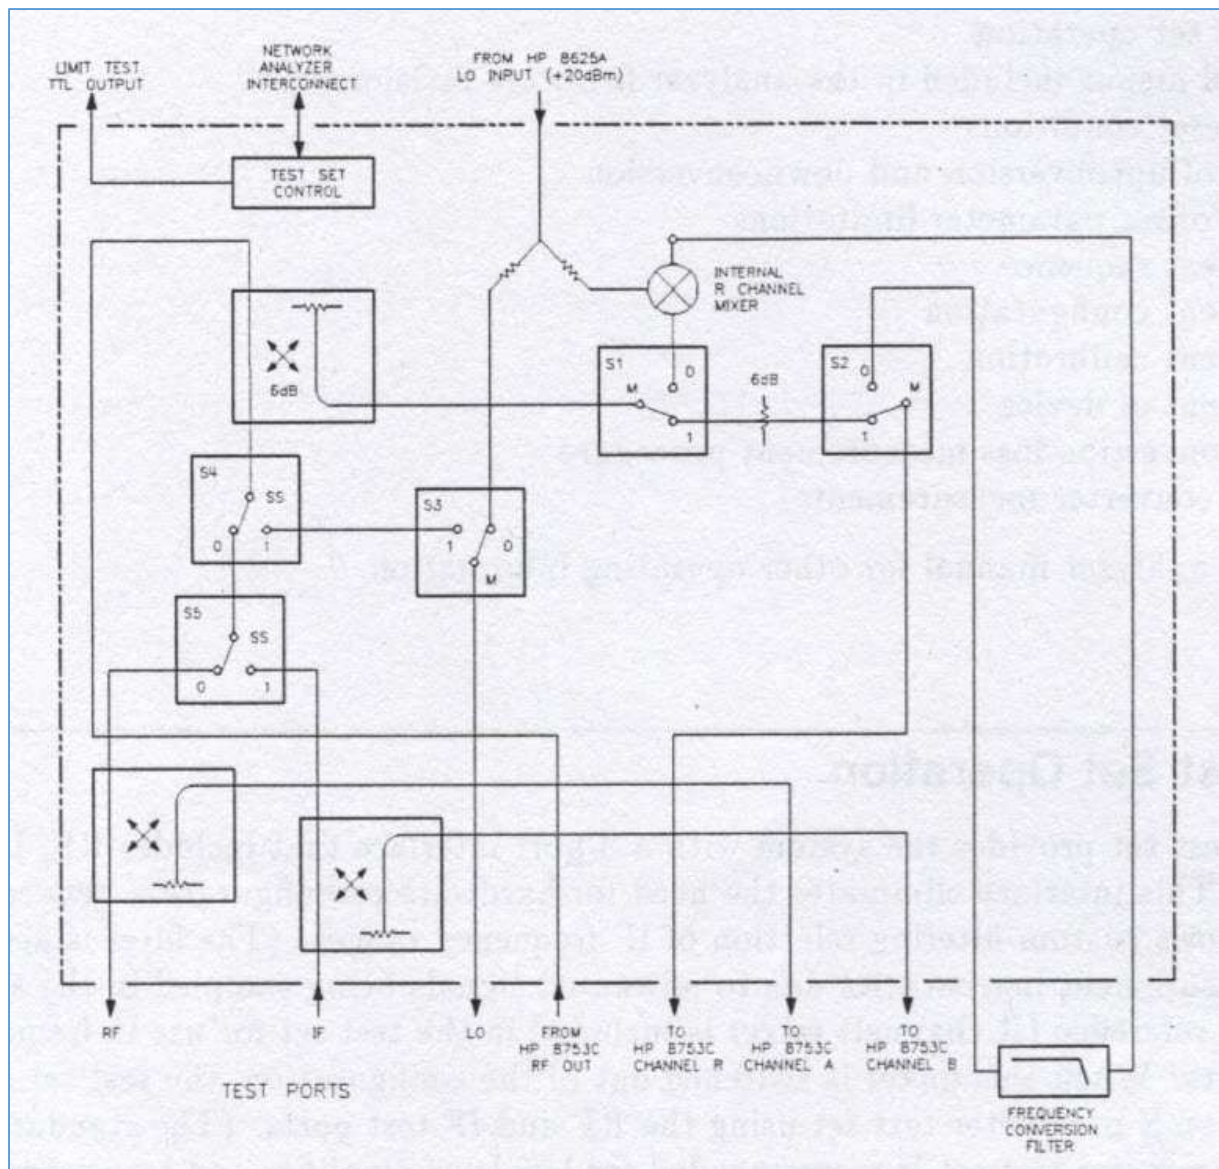 LIMIT TEST
TTL OUTPUT
NETWORK
ANALYZER
INTERCONNECT
FROM HP 8625A
LO INPUT (+20dBm)
TEST SET
CONTROL
INTERNAL
R CHANNEL
MIXER
6dB
S1
M
0
1
6dB
S2
0
M
1
S4
SS
0
1
S3
1
0
M
S5
SS
0
1
RF
IF
LO
FROM
HP 8753C
RF OUT
TO
HP 8753C
CHANNEL R
TO
HP 8753C
CHANNEL A
TO
HP 8753C
CHANNEL B
TEST PORTS
FREQUENCY
CONVERSION
FILTER